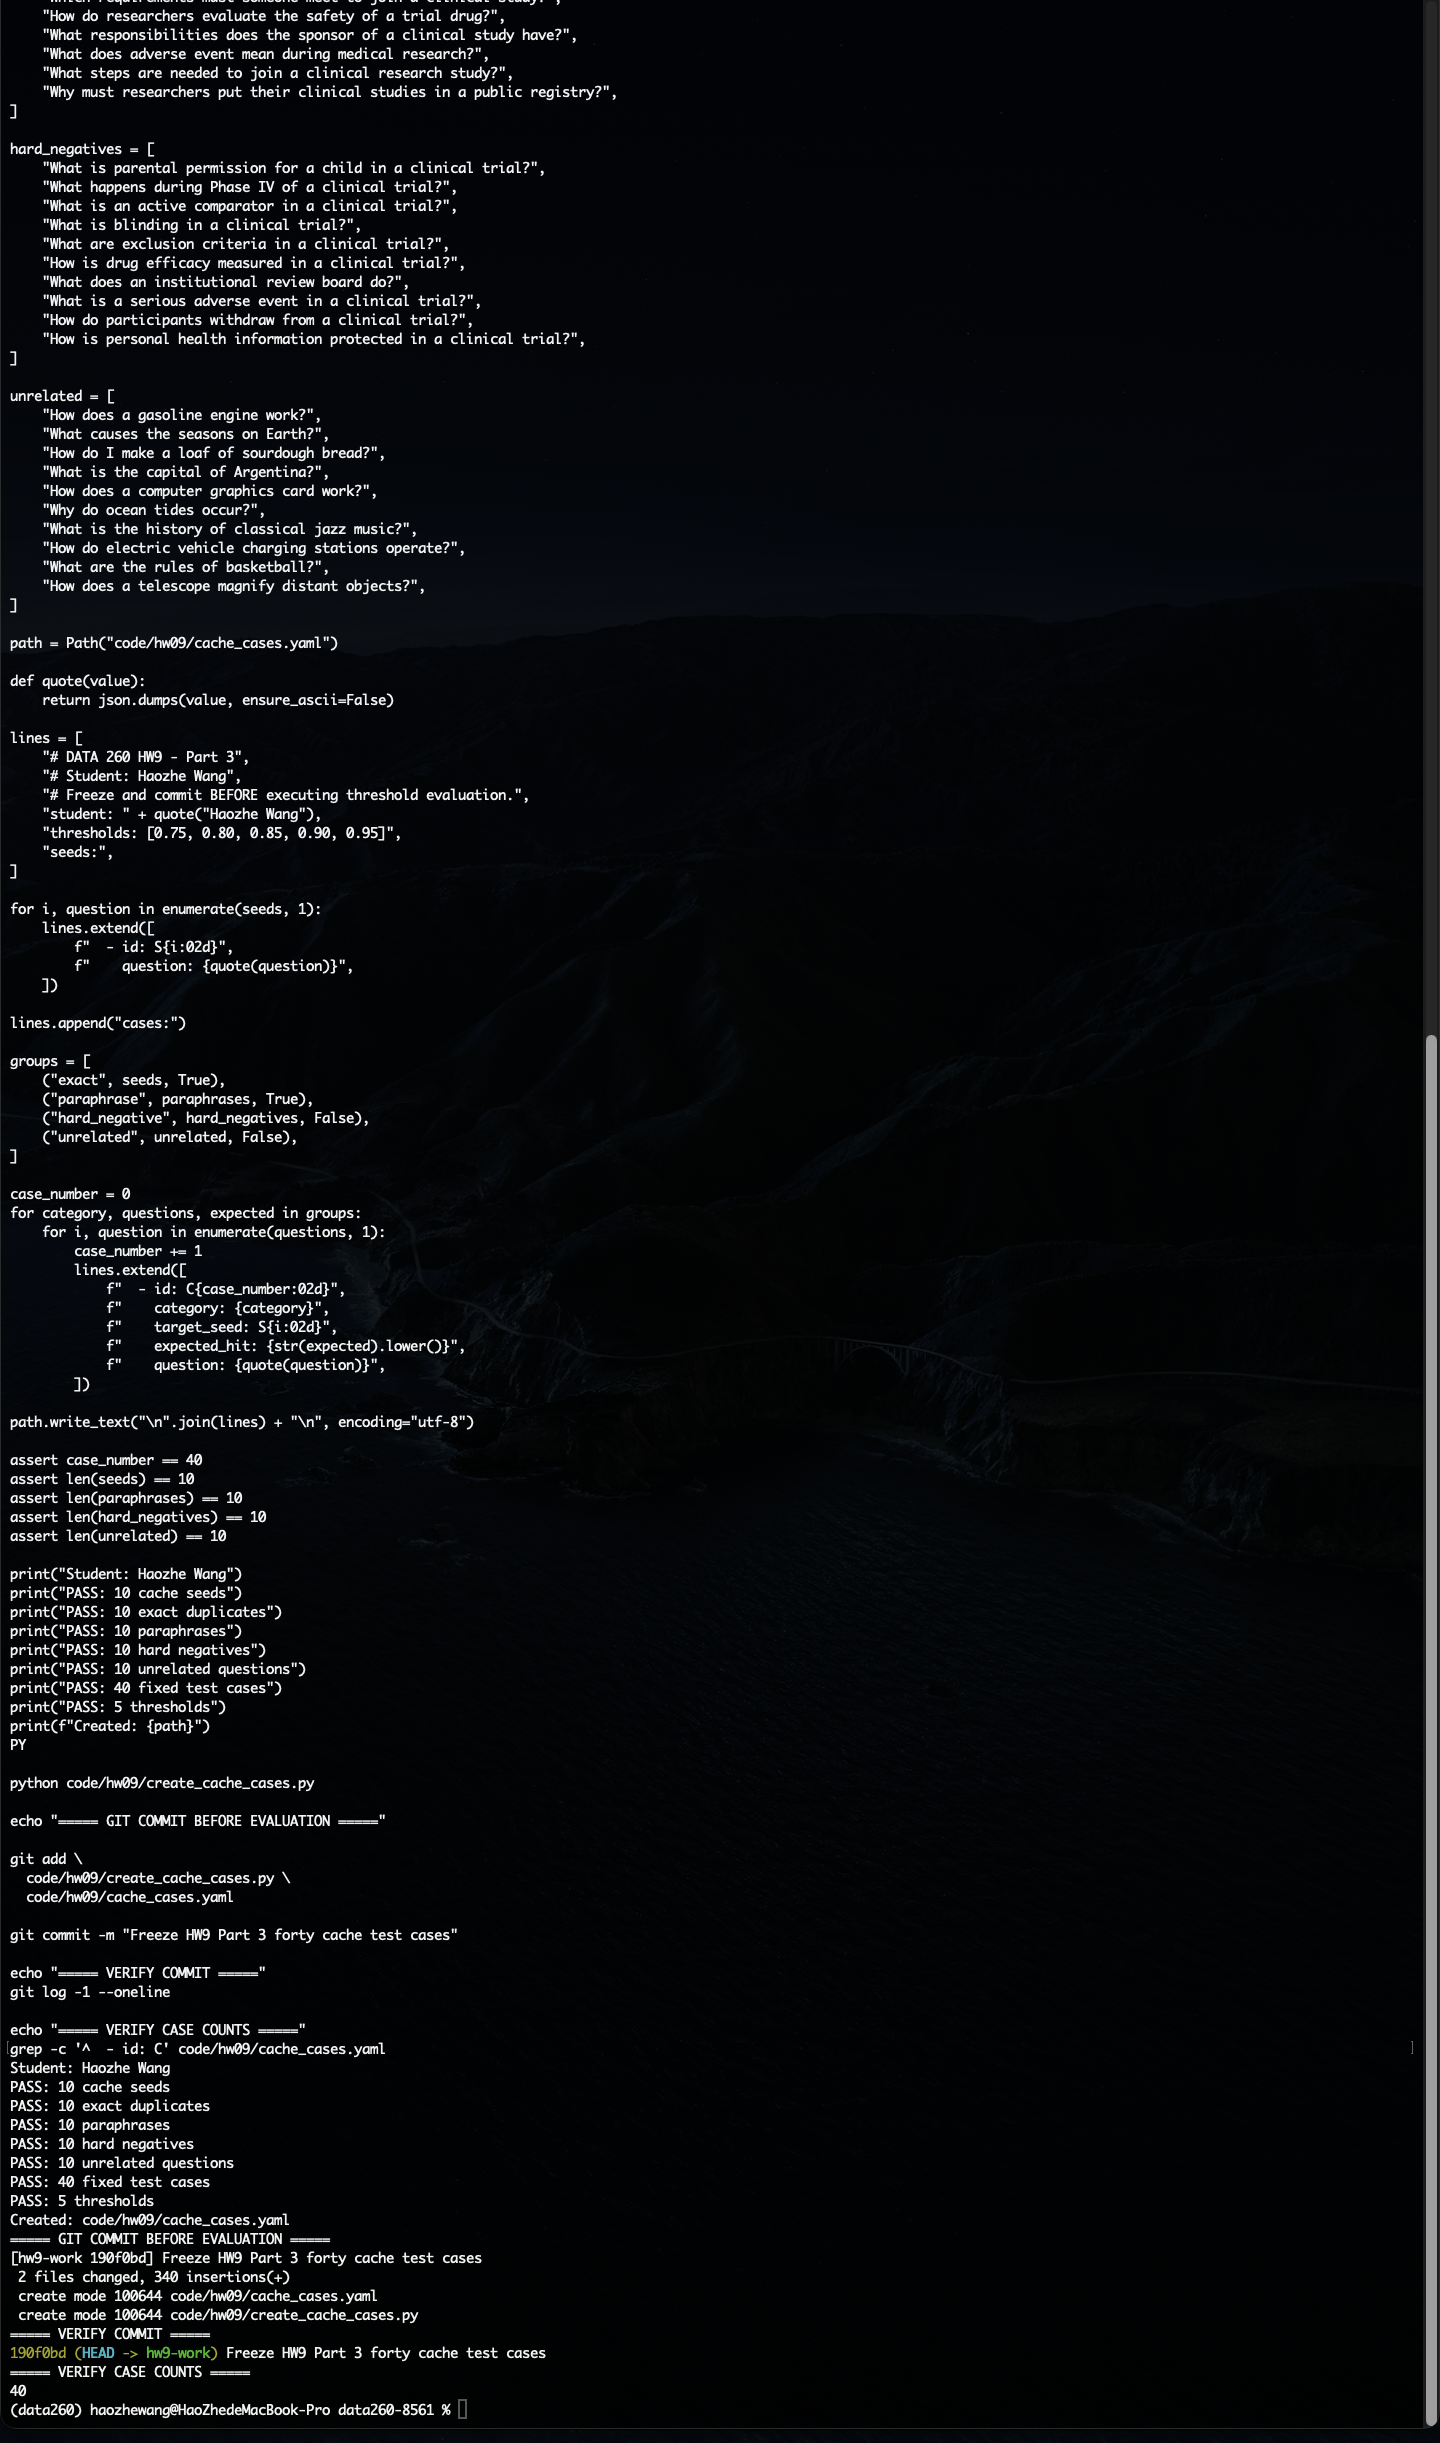 "Which requirements must someone meet to join a clinical study?",
    "How do researchers evaluate the safety of a trial drug?",
    "What responsibilities does the sponsor of a clinical study have?",
    "What does adverse event mean during medical research?",
    "What steps are needed to join a clinical research study?",
    "Why must researchers put their clinical studies in a public registry?",
]

hard_negatives = [
    "What is parental permission for a child in a clinical trial?",
    "What happens during Phase IV of a clinical trial?",
    "What is an active comparator in a clinical trial?",
    "What is blinding in a clinical trial?",
    "What are exclusion criteria in a clinical trial?",
    "How is drug efficacy measured in a clinical trial?",
    "What does an institutional review board do?",
    "What is a serious adverse event in a clinical trial?",
    "How do participants withdraw from a clinical trial?",
    "How is personal health information protected in a clinical trial?",
]

unrelated = [
    "How does a gasoline engine work?",
    "What causes the seasons on Earth?",
    "How do I make a loaf of sourdough bread?",
    "What is the capital of Argentina?",
    "How does a computer graphics card work?",
    "Why do ocean tides occur?",
    "What is the history of classical jazz music?",
    "How do electric vehicle charging stations operate?",
    "What are the rules of basketball?",
    "How does a telescope magnify distant objects?",
]

path = Path("code/hw09/cache_cases.yaml")

def quote(value):
    return json.dumps(value, ensure_ascii=False)

lines = [
    "# DATA 260 HW9 - Part 3",
    "# Student: Haozhe Wang",
    "# Freeze and commit BEFORE executing threshold evaluation.",
    "student: " + quote("Haozhe Wang"),
    "thresholds: [0.75, 0.80, 0.85, 0.90, 0.95]",
    "seeds:",
]

for i, question in enumerate(seeds, 1):
    lines.extend([
        f"  - id: S{i:02d}",
        f"    question: {quote(question)}",
    ])

lines.append("cases:")

groups = [
    ("exact", seeds, True),
    ("paraphrase", paraphrases, True),
    ("hard_negative", hard_negatives, False),
    ("unrelated", unrelated, False),
]

case_number = 0
for category, questions, expected in groups:
    for i, question in enumerate(questions, 1):
        case_number += 1
        lines.extend([
            f"  - id: C{case_number:02d}",
            f"    category: {category}",
            f"    target_seed: S{i:02d}",
            f"    expected_hit: {str(expected).lower()}",
            f"    question: {quote(question)}",
        ])

path.write_text("\n".join(lines) + "\n", encoding="utf-8")

assert case_number == 40
assert len(seeds) == 10
assert len(paraphrases) == 10
assert len(hard_negatives) == 10
assert len(unrelated) == 10

print("Student: Haozhe Wang")
print("PASS: 10 cache seeds")
print("PASS: 10 exact duplicates")
print("PASS: 10 paraphrases")
print("PASS: 10 hard negatives")
print("PASS: 10 unrelated questions")
print("PASS: 40 fixed test cases")
print("PASS: 5 thresholds")
print(f"Created: {path}")
PY

python code/hw09/create_cache_cases.py

echo "===== GIT COMMIT BEFORE EVALUATION ====="

git add \
  code/hw09/create_cache_cases.py \
  code/hw09/cache_cases.yaml

git commit -m "Freeze HW9 Part 3 forty cache test cases"

echo "===== VERIFY COMMIT ====="
git log -1 --oneline

echo "===== VERIFY CASE COUNTS ====="
grep -c '^  - id: C' code/hw09/cache_cases.yaml
Student: Haozhe Wang
PASS: 10 cache seeds
PASS: 10 exact duplicates
PASS: 10 paraphrases
PASS: 10 hard negatives
PASS: 10 unrelated questions
PASS: 40 fixed test cases
PASS: 5 thresholds
Created: code/hw09/cache_cases.yaml
===== GIT COMMIT BEFORE EVALUATION =====
[hw9-work 190f0bd] Freeze HW9 Part 3 forty cache test cases
 2 files changed, 340 insertions(+)
 create mode 100644 code/hw09/cache_cases.yaml
 create mode 100644 code/hw09/create_cache_cases.py
===== VERIFY COMMIT =====
190f0bd (HEAD -> hw9-work) Freeze HW9 Part 3 forty cache test cases
===== VERIFY CASE COUNTS =====
40
(data260) haozhewang@HaoZhedeMacBook-Pro data260-8561 %